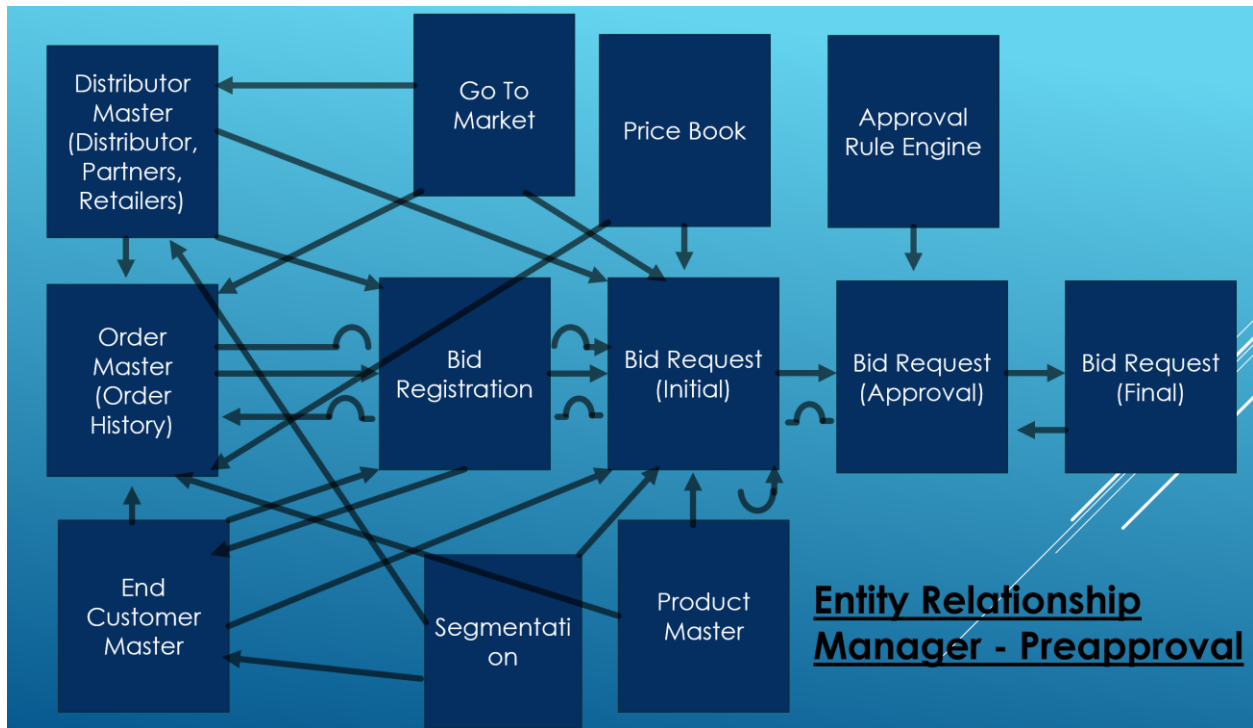 Distributor
Master
(Distributor,
Partners,
Retailers)
Go To
Market
Price Book
Approval
Rule Engine
Order
Master
(Order
History)
Bid
Registration
Bid Request
(Initial)
Bid Request
(Approval)
Bid Request
(Final)
End
Customer
Master
Segmentati
on
Product
Master
Entity Relationship
Manager - Preapproval